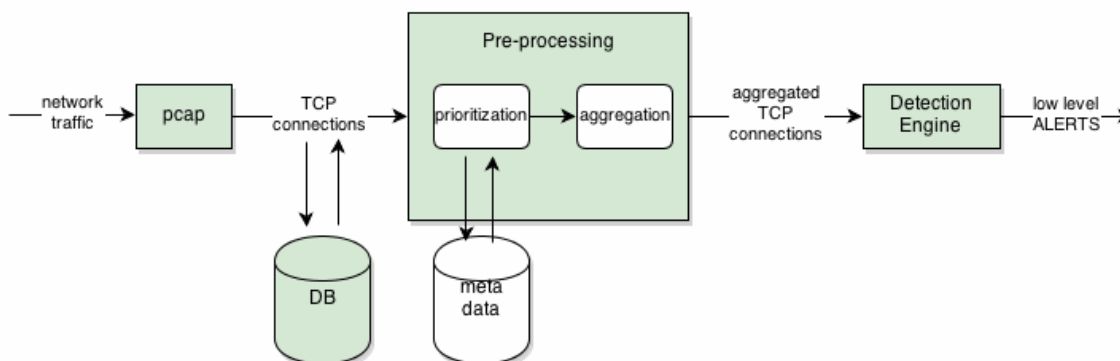 Pre-processing
network
traffic
pcap
TCP
connections
prioritization
aggregation
aggregated
TCP
connections
Detection
Engine
low level
ALERTS
DB
meta
data